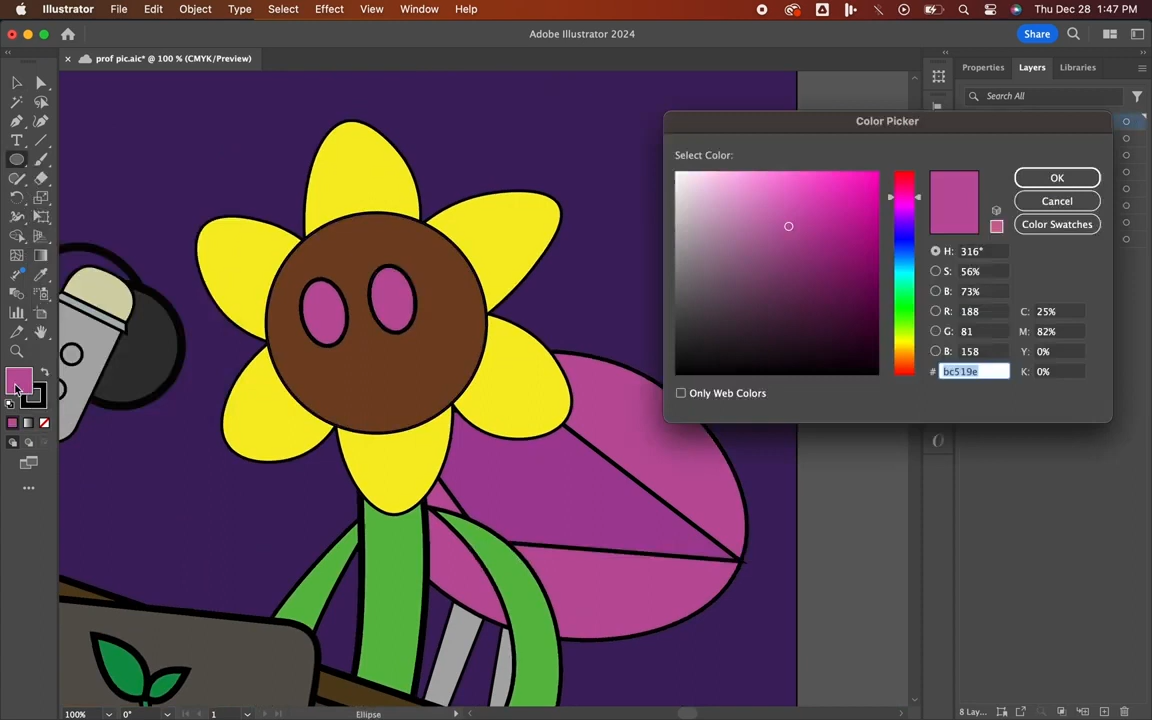 Illustrator File Edit Object Type Select Effect View Window Help Thu Dec 28 1:47 PM
Adobe Illustrator 2024
Share
prof pic.aic* @ 100 % (CMYK/Preview)
Properties Layers Libraries
Search All
Color Picker
Select Color:
OK
Cancel
Color Swatches
H: 316°
S: 56%
B: 73%
R: 188 C: 25%
G: 81 M: 82%
B: 158 Y: 0%
# bc519e K: 0%
Only Web Colors
100% 0° 1 Ellipse 8 Lay...